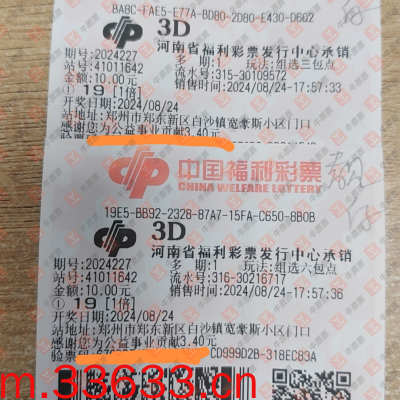 BA8C-FAE5-E77A-BD80-2D80-E430-D602
3D
河南省福利彩票发行中心承销
期号:2024227 玩法:组选三包点
站号:41011642 流水号:315-30109572
金额:10.00元 销售时间:2024/08/24-17:57:33
① 19 [1倍]
开奖日期:2024/08/24
站地址:郑州市郑东新区白沙镇宽豪斯小区门口
感谢您为公益事业贡献3.40元
中国福利彩票
CHINA WELFARE LOTTERY
19E5-BB92-2328-87A7-15FA-C650-8B0B
3D
河南省福利彩票发行中心承销
期号:2024227 玩法:组选六包点
站号:41011642 流水号:316-30216717
金额:10.00元 销售时间:2024/08/24-17:57:36
① 19 [1倍]
开奖日期:2024/08/24
站地址:郑州市郑东新区白沙镇宽豪斯小区门口
感谢您为公益事业贡献3.40元
验票码 CD999D2B-318EC83A
m.33633.cn